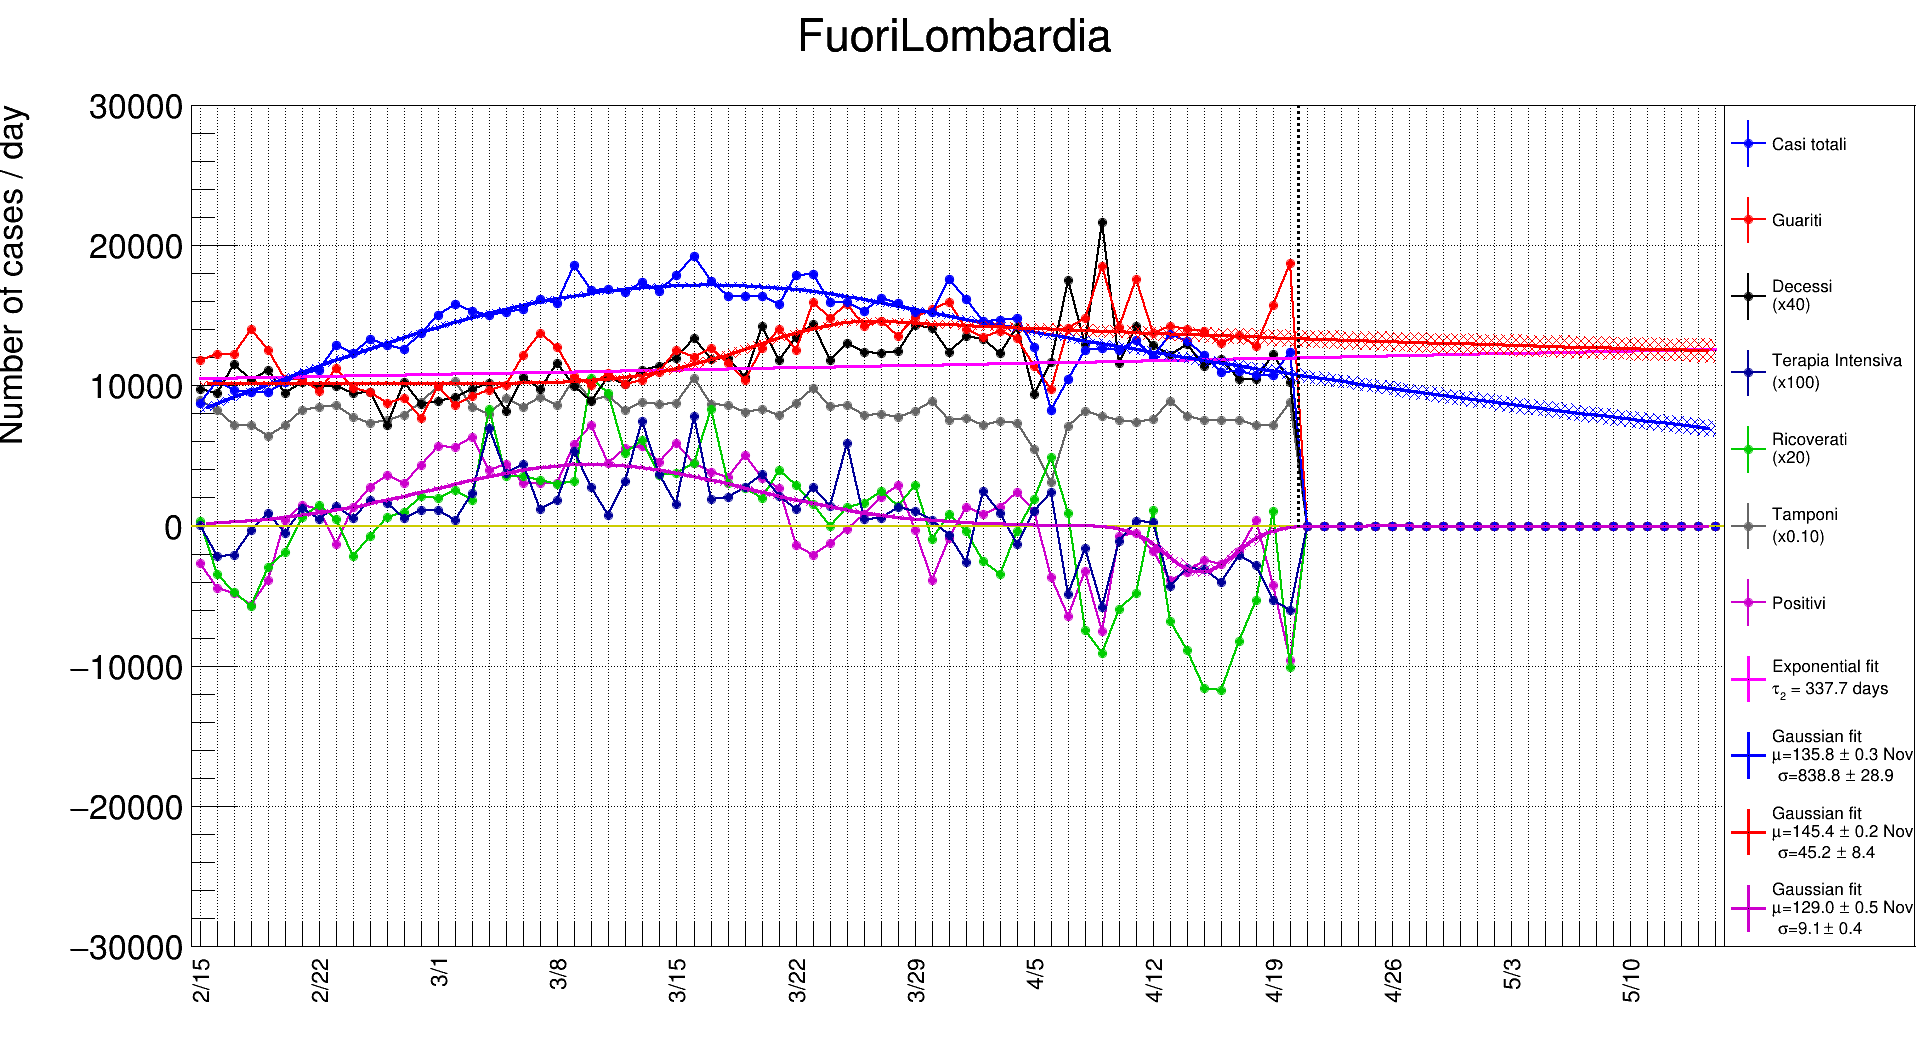 FuoriLombardia
Number of cases / day
30000
20000
10000
0
−10000
−20000
−30000
2/15
2/22
3/1
3/8
3/15
3/22
3/29
4/5
4/12
4/19
4/26
5/3
5/10
Casi totali
Guariti
Decessi
(x40)
Terapia Intensiva
(x100)
Ricoverati
(x20)
Tamponi
(x0.10)
Positivi
Exponential fit
τ2 = 337.7 days
Gaussian fit
μ=135.8 ± 0.3 Nov
σ=838.8 ± 28.9
Gaussian fit
μ=145.4 ± 0.2 Nov
σ=45.2 ± 8.4
Gaussian fit
μ=129.0 ± 0.5 Nov
σ=9.1 ± 0.4